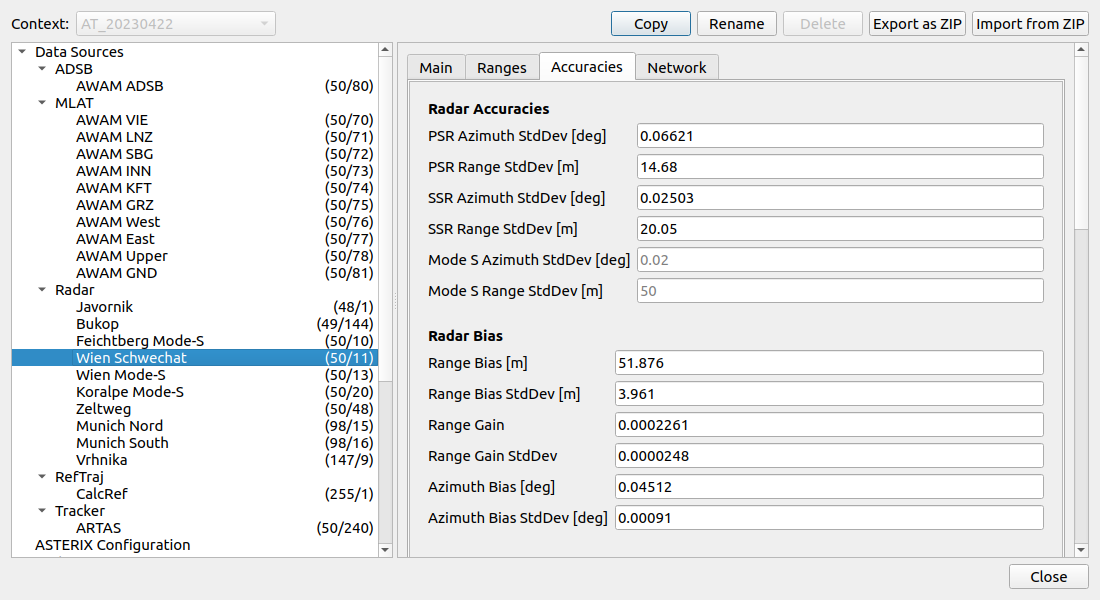 Context: AT_20230422 Copy Rename Delete Export as ZIP Import from ZIP
Data Sources
ADSB
AWAM ADSB (50/80)
MLAT
AWAM VIE (50/70)
AWAM LNZ (50/71)
AWAM SBG (50/72)
AWAM INN (50/73)
AWAM KFT (50/74)
AWAM GRZ (50/75)
AWAM West (50/76)
AWAM East (50/77)
AWAM Upper (50/78)
AWAM GND (50/81)
Radar
Javornik (48/1)
Bukop (49/144)
Feichtberg Mode-S (50/10)
Wien Schwechat (50/11)
Wien Mode-S (50/13)
Koralpe Mode-S (50/20)
Zeltweg (50/48)
Munich Nord (98/15)
Munich South (98/16)
Vrhnika (147/9)
RefTraj
CalcRef (255/1)
Tracker
ARTAS (50/240)
ASTERIX Configuration
Main Ranges Accuracies Network
Radar Accuracies
PSR Azimuth StdDev [deg] 0.06621
PSR Range StdDev [m] 14.68
SSR Azimuth StdDev [deg] 0.02503
SSR Range StdDev [m] 20.05
Mode S Azimuth StdDev [deg] 0.02
Mode S Range StdDev [m] 50
Radar Bias
Range Bias [m] 51.876
Range Bias StdDev [m] 3.961
Range Gain 0.0002261
Range Gain StdDev 0.0000248
Azimuth Bias [deg] 0.04512
Azimuth Bias StdDev [deg] 0.00091
Close